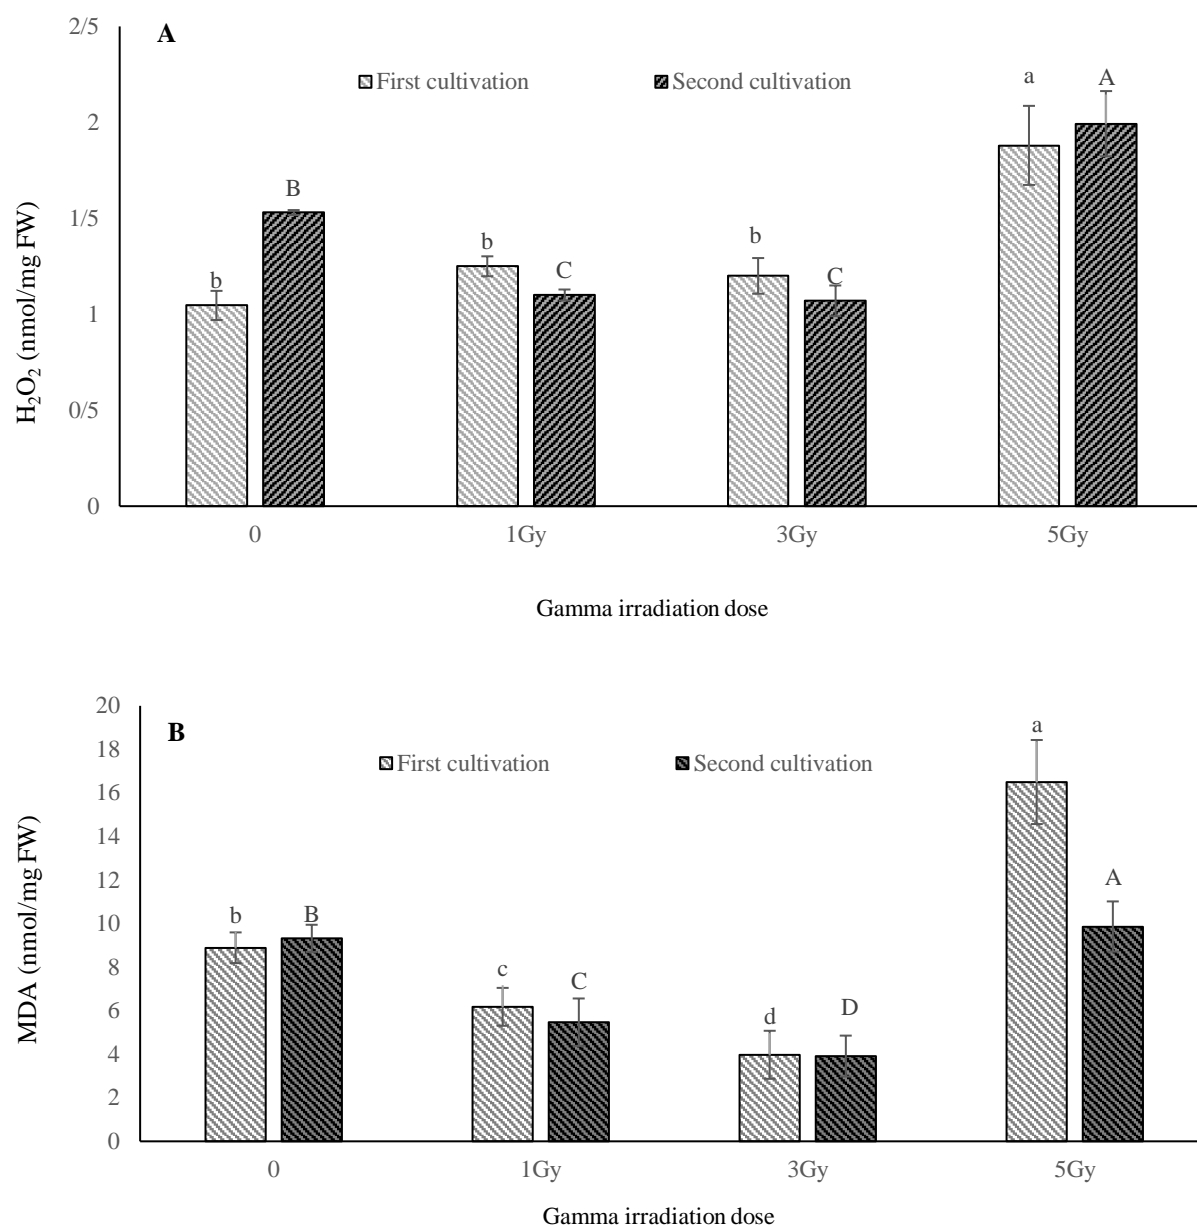 A
First cultivation Second cultivation
2/5
2
1/5
1
0/5
0
H₂O₂ (nmol/mg FW)
b B b C b C a A
0 1Gy 3Gy 5Gy
Gamma irradiation dose
B
First cultivation Second cultivation
20
18
16
14
12
10
8
6
4
2
0
MDA (nmol/mg FW)
b B c C d D a A
0 1Gy 3Gy 5Gy
Gamma irradiation dose